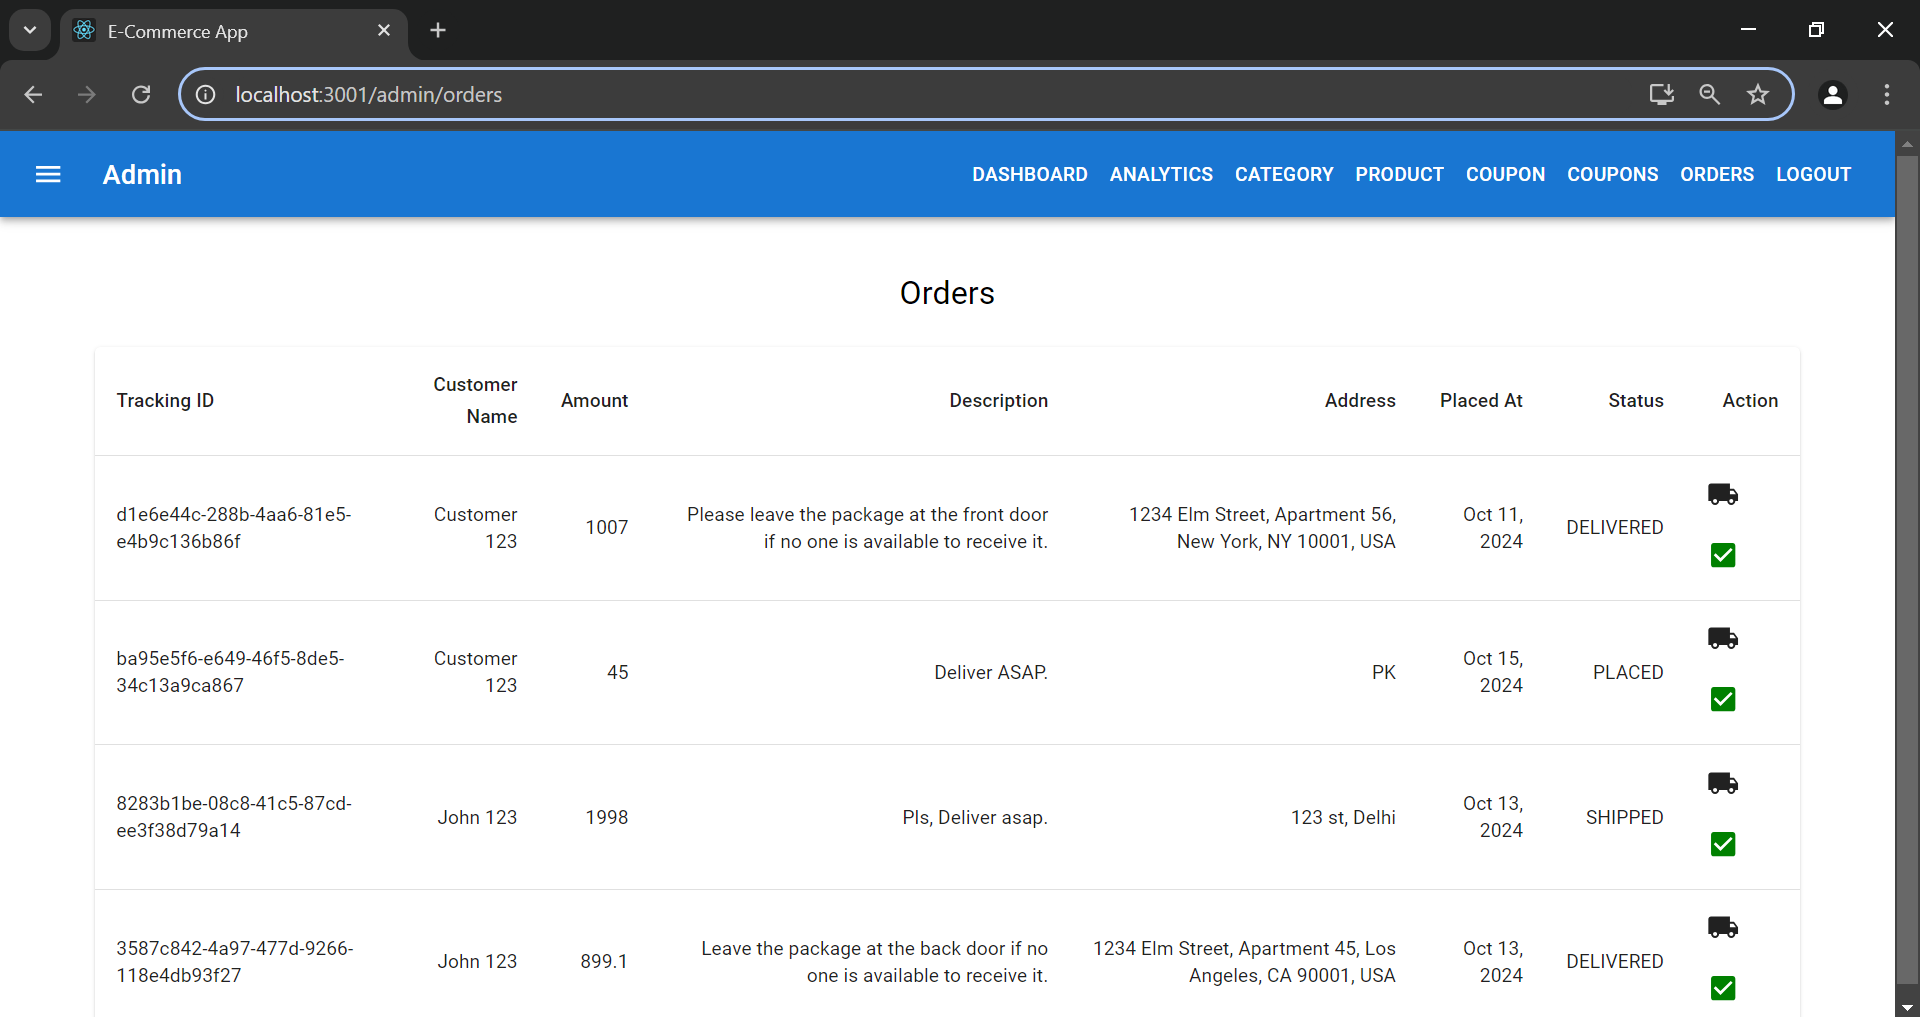 E-Commerce App
localhost:3001/admin/orders
Admin
DASHBOARD ANALYTICS CATEGORY PRODUCT COUPON COUPONS ORDERS LOGOUT
Orders
Tracking ID
Customer
Name
Amount
Description
Address
Placed At
Status
Action
d1e6e44c-288b-4aa6-81e5-
e4b9c136b86f
Customer
123
1007
Please leave the package at the front door
if no one is available to receive it.
1234 Elm Street, Apartment 56,
New York, NY 10001, USA
Oct 11,
2024
DELIVERED
ba95e5f6-e649-46f5-8de5-
34c13a9ca867
Customer
123
45
Deliver ASAP.
PK
Oct 15,
2024
PLACED
8283b1be-08c8-41c5-87cd-
ee3f38d79a14
John 123
1998
Pls, Deliver asap.
123 st, Delhi
Oct 13,
2024
SHIPPED
3587c842-4a97-477d-9266-
118e4db93f27
John 123
899.1
Leave the package at the back door if no
one is available to receive it.
1234 Elm Street, Apartment 45, Los
Angeles, CA 90001, USA
Oct 13,
2024
DELIVERED